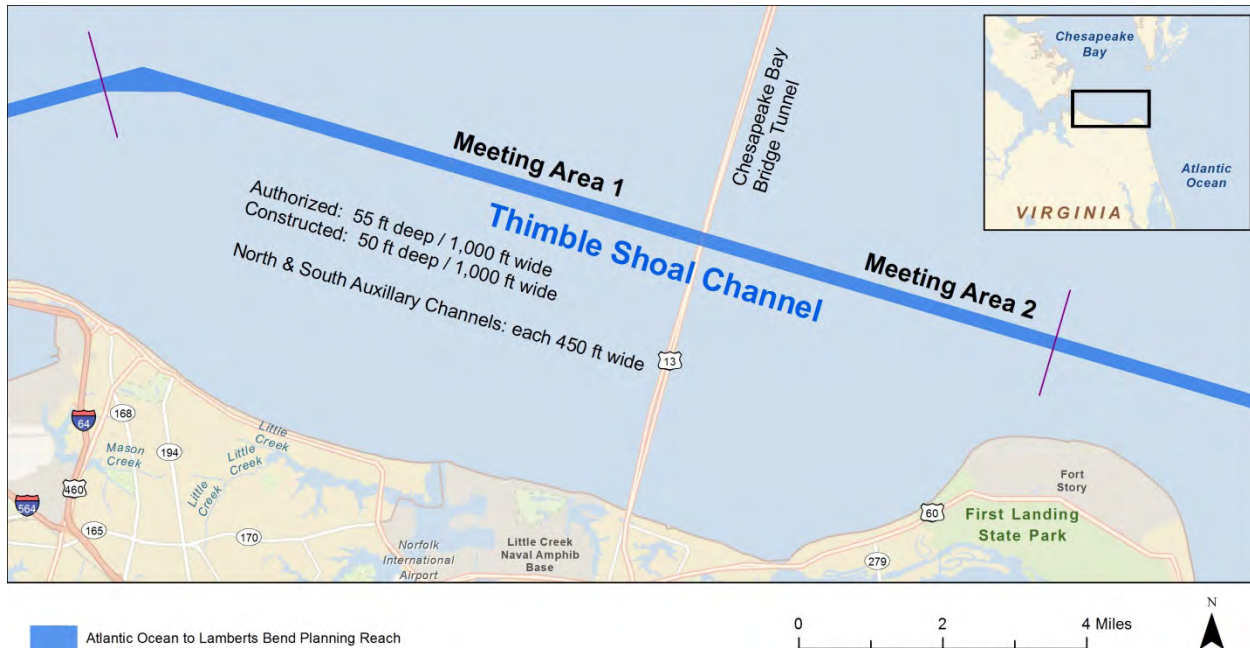 Chesapeake
Bay
Atlantic
Ocean
VIRGINIA
Chesapeake Bay
Bridge Tunnel
Meeting Area 1
Thimble Shoal Channel
Meeting Area 2
Authorized: 55 ft deep / 1,000 ft wide
Constructed: 50 ft deep / 1,000 ft wide
North & South Auxillary Channels: each 450 ft wide
13
64
168
Mason
Creek
194
Little
Creek
Little
Creek
Little
Creek
460
564
165
170
Norfolk
International
Airport
Little Creek
Naval Amphib
Base
60
Fort
Story
First Landing
State Park
279
Atlantic Ocean to Lamberts Bend Planning Reach
0 2 4 Miles
N